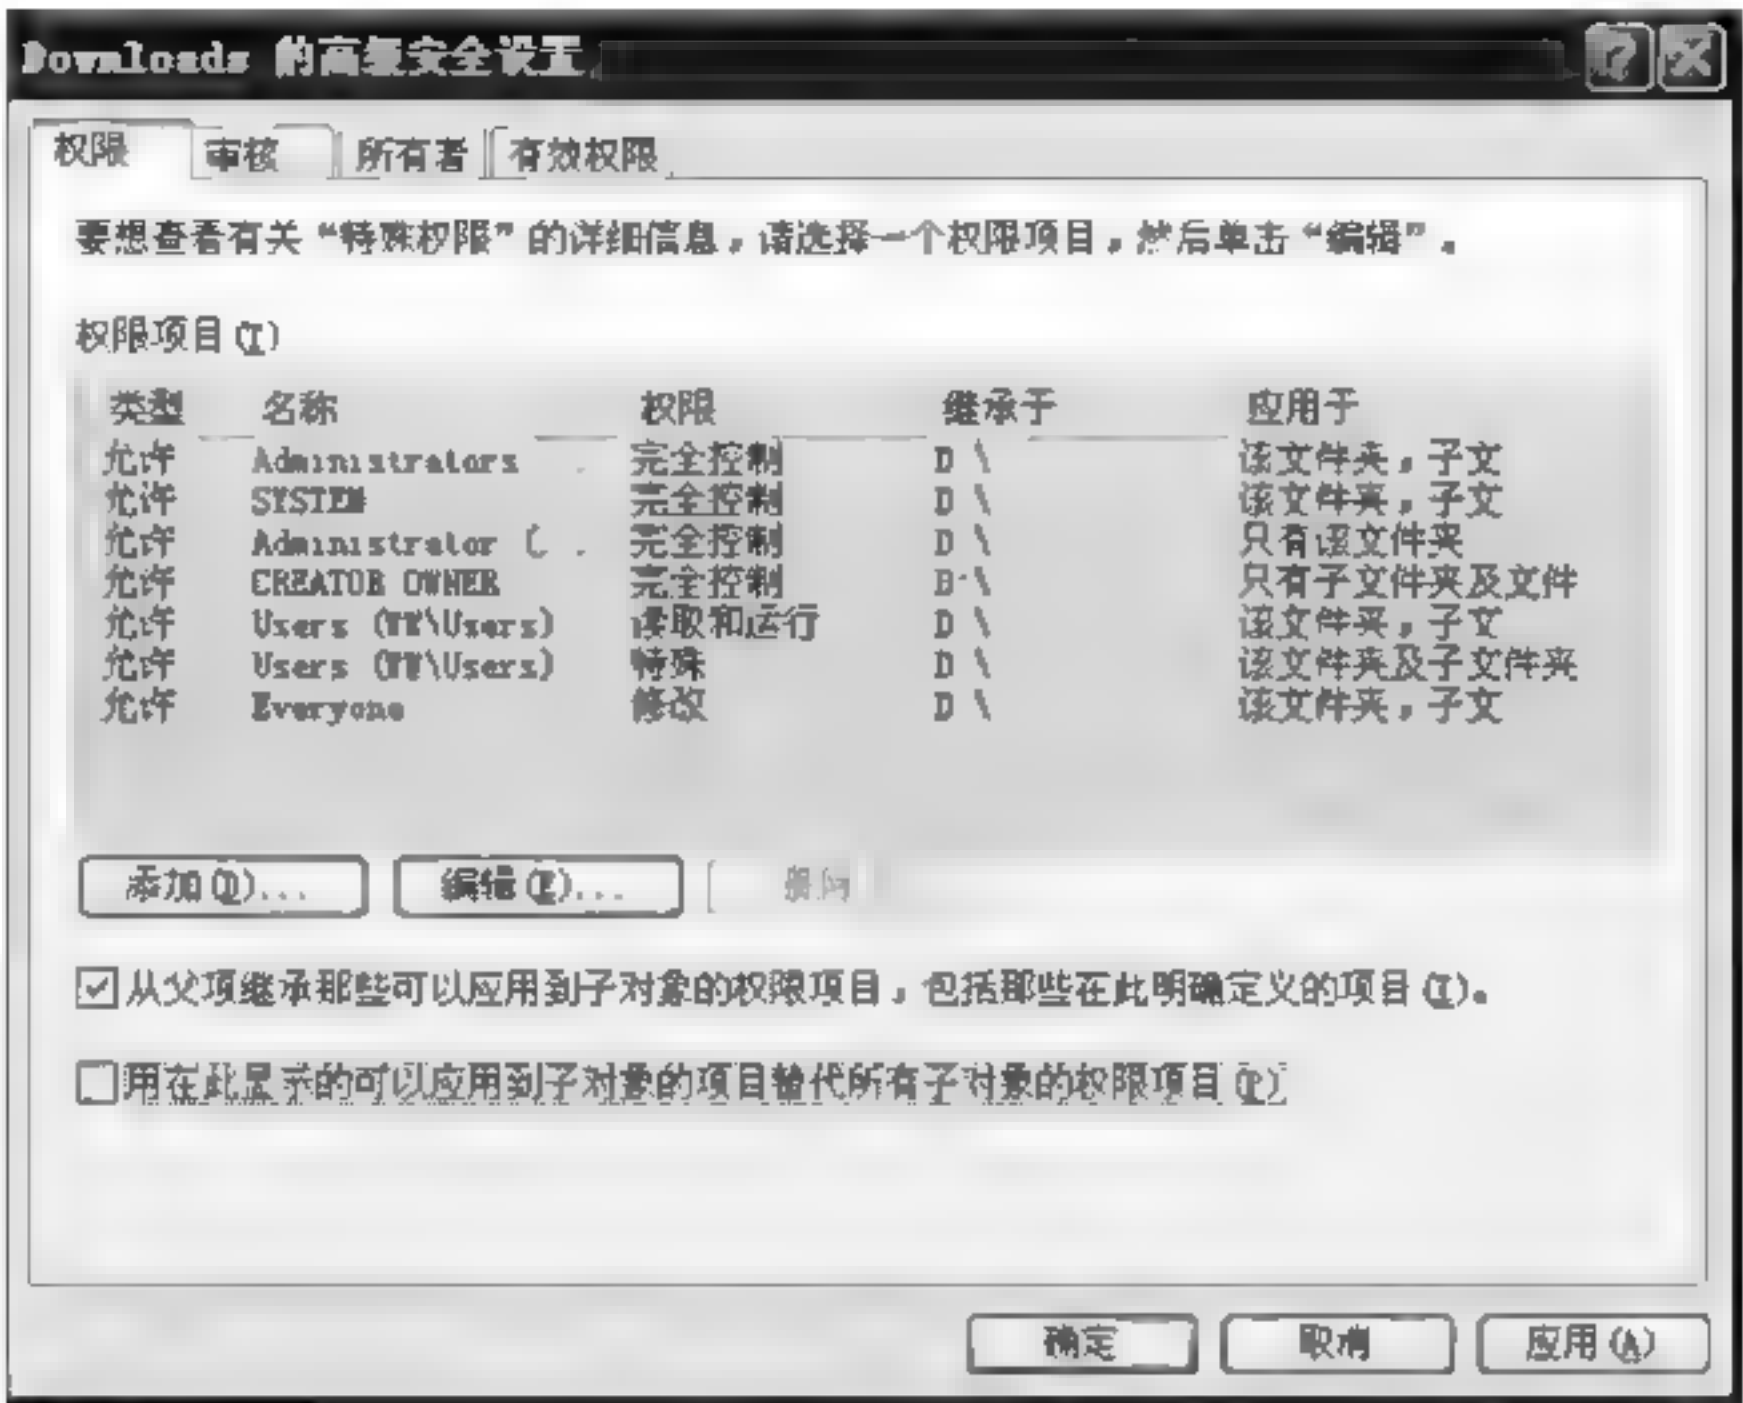 Downloads 的高级安全设置
权限 审核 所有者 有效权限
要想查看有关“特殊权限”的详细信息，请选择一个权限项目，然后单击“编辑”。
权限项目(T)
类型 名称 权限 继承于 应用于
允许 Administrators 完全控制 D \ 该文件夹，子文
允许 SYSTEM 完全控制 D \ 该文件夹，子文
允许 Administrator ( 完全控制 D \ 只有该文件夹
允许 CREATOR OWNER 完全控制 D \ 只有子文件夹及文件
允许 Users ( \Users) 读取和运行 D \ 该文件夹，子文
允许 Users ( \Users) 特殊 D \ 该文件夹及子文件夹
允许 Everyone 修改 D \ 该文件夹，子文
添加(D)... 编辑(E)... 删除
从父项继承那些可以应用到子对象的权限项目，包括那些在此明确定义的项目(I)。
用在此显示的可以应用到子对象的项目替代所有子对象的权限项目(P)
确定 取消 应用(A)